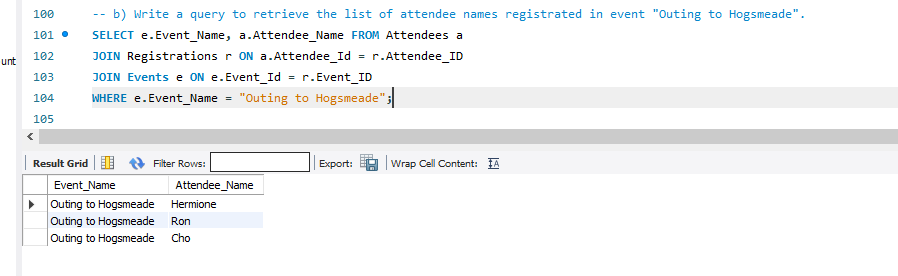 100 -- b) Write a query to retrieve the list of attendee names registrated in event "Outing to Hogsmeade".
101 SELECT e.Event_Name, a.Attendee_Name FROM Attendees a
102 JOIN Registrations r ON a.Attendee_Id = r.Attendee_ID
unt
103 JOIN Events e ON e.Event_Id = r.Event_ID
104 WHERE e.Event_Name = "Outing to Hogsmeade";
105
Result Grid Filter Rows: Export: Wrap Cell Content:
Event_Name Attendee_Name
Outing to Hogsmeade Hermione
Outing to Hogsmeade Ron
Outing to Hogsmeade Cho